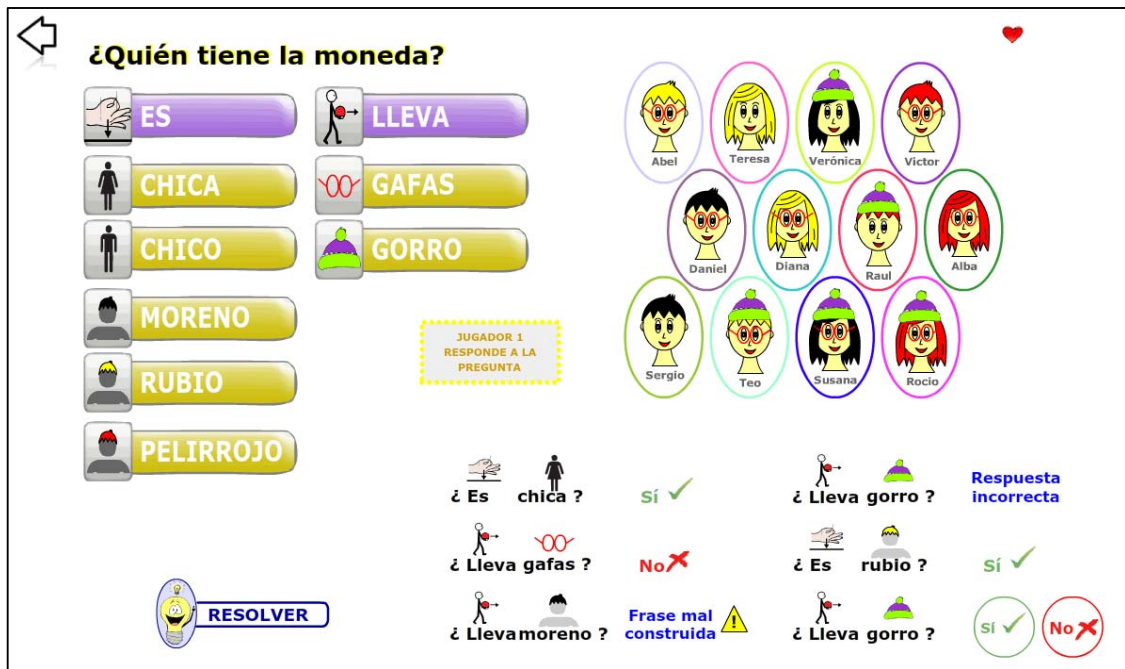 ¿Quién tiene la moneda?
ES
LLEVA
CHICA
GAFAS
CHICO
GORRO
MORENO
RUBIO
PELIRROJO
JUGADOR 1
RESPONDE A LA
PREGUNTA
Abel
Teresa
Verónica
Victor
Daniel
Diana
Raul
Alba
Sergio
Teo
Susana
Rocio
¿ Es chica ? Sí
¿ Lleva gafas ? No
¿ Lleva moreno ? Frase mal
construida
¿ Lleva gorro ? Respuesta
incorrecta
¿ Es rubio ? Sí
¿ Lleva gorro ? Sí No
RESOLVER